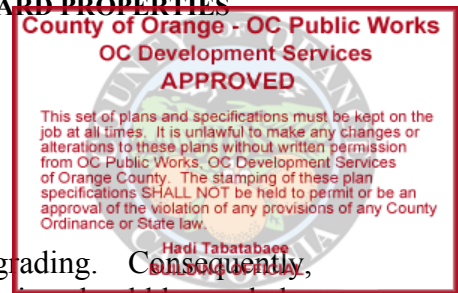 ARD PROPERTIES
County of Orange - OC Public Works
OC Development Services
APPROVED
This set of plans and specifications must be kept on the
job at all times. It is unlawful to make any changes or
alterations to these plans without written permission
from OC Public Works, OC Development Services
of Orange County. The stamping of these plan
specifications SHALL NOT be held to permit or be an
approval of the violation of any provisions of any County
Ordinance or State law.
Hadi Tabatabaee
grading. Consequently,
BUILDING OFFICIAL